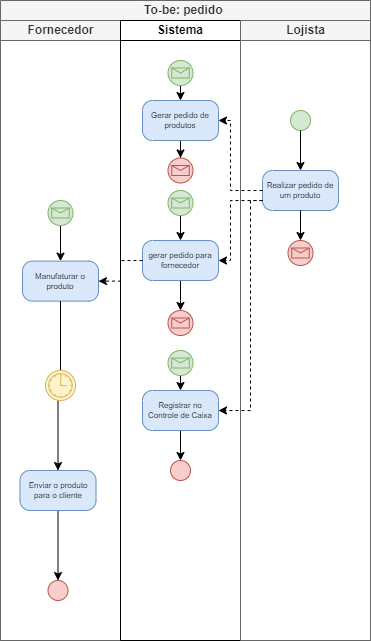 To-be: pedido
Fornecedor
Sistema
Lojista
Gerar pedido de
produtos
Realizar pedido de
um produto
gerar pedido para
fornecedor
Manufaturar o
produto
Registrar no
Controle de Caixa
Enviar o produto
para o cliente